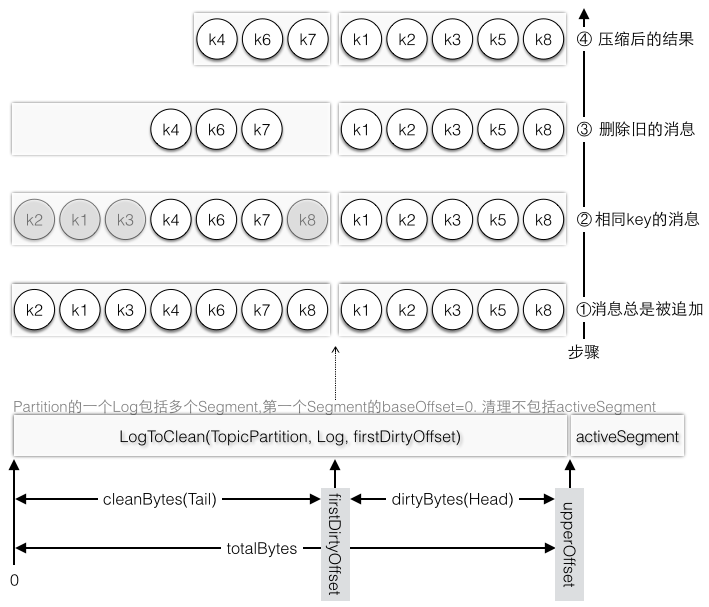 k4 k6 k7 k1 k2 k3 k5 k8 ④ 压缩后的结果
k4 k6 k7 k1 k2 k3 k5 k8 ③ 删除旧的消息
k2 k1 k3 k4 k6 k7 k8 k1 k2 k3 k5 k8 ②相同key的消息
k2 k1 k3 k4 k6 k7 k8 k1 k2 k3 k5 k8 ①消息总是被追加
步骤
Partition的一个Log包括多个Segment,第一个Segment的baseOffset=0. 清理不包括activeSegment
LogToClean(TopicPartition, Log, firstDirtyOffset) activeSegment
cleanBytes(Tail) firstDirtyOffset dirtyBytes(Head) upperOffset
totalBytes
0